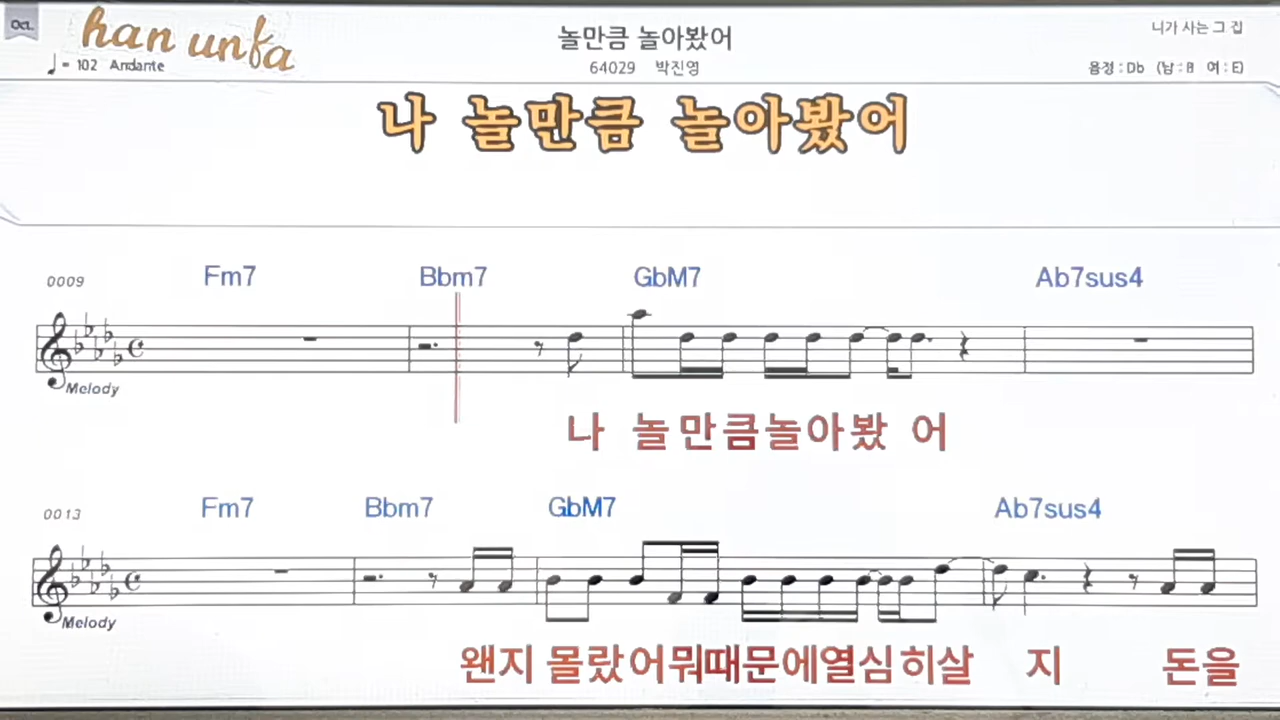 Oct.
han unfa
놀만큼 놀아봤어
니가 사는 그 집
♩= 102 Andante
64029 박진영
음정 : Db (남 : B 여 : E)
나 놀만큼 놀아봤어
0009 Fm7 Bbm7 GbM7 Ab7sus4
Melody
나 놀만큼놀아봤 어
0013 Fm7 Bbm7 GbM7 Ab7sus4
Melody
왠지 몰랐어뭐때문에열심히살 지 돈을